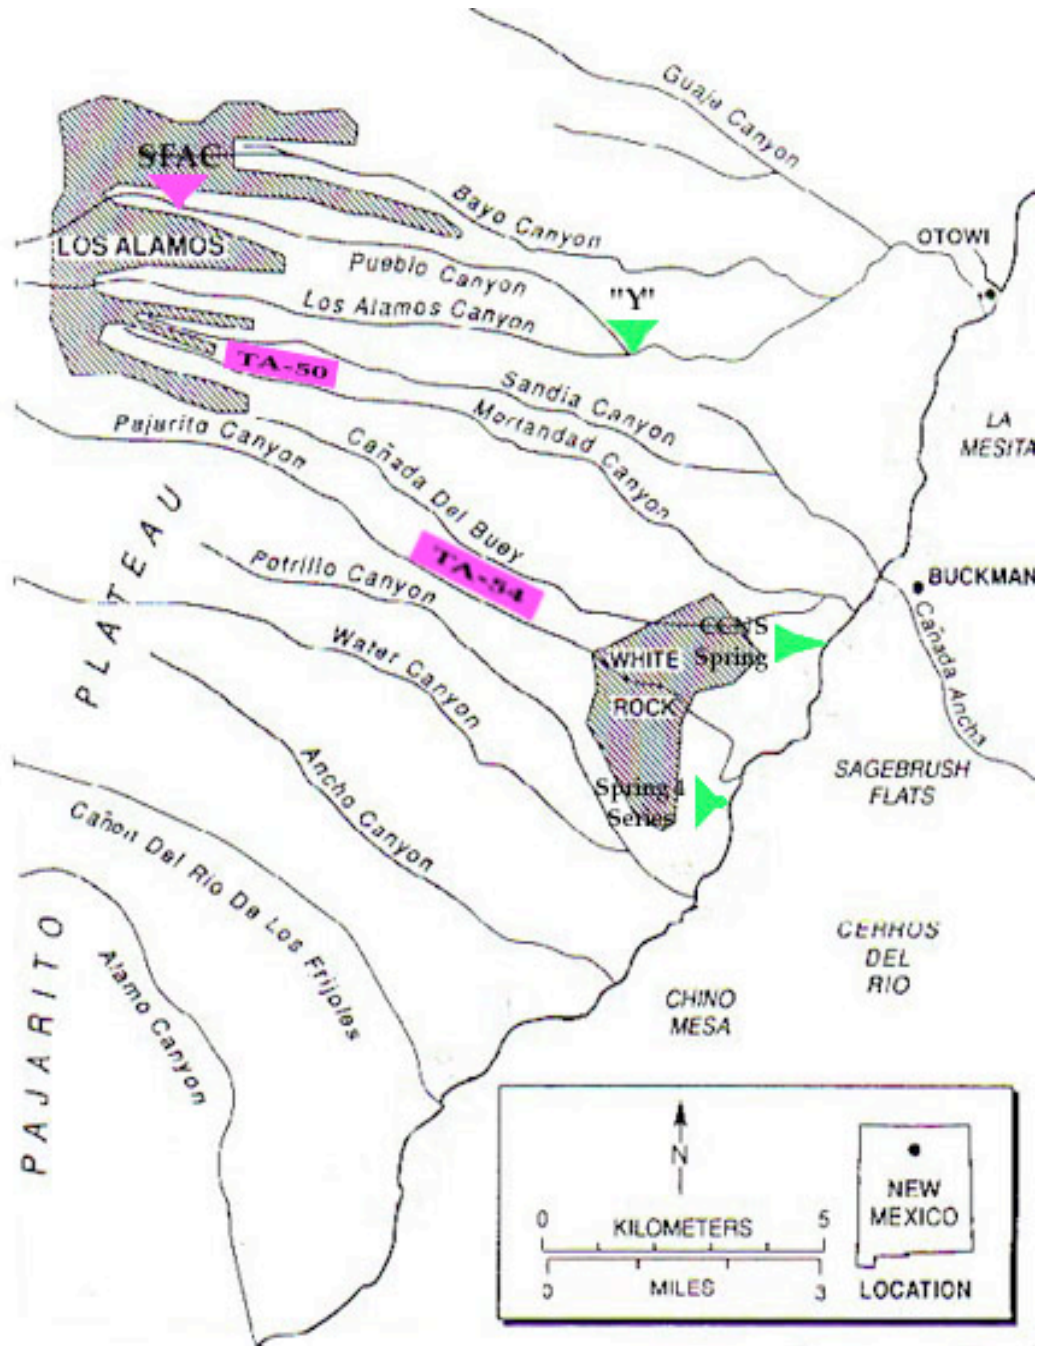 Guaje Canyon
SFAC
Bayo Canyon
OTOWI
LOS ALAMOS
Pueblo Canyon
"Y"
Los Alamos Canyon
TA-50
Sandia Canyon
LA
MESITA
Mortandad Canyon
Pajarito Canyon
Cañada Del Buey
TA-54
Potrillo Canyon
BUCKMAN
Cañada Ancha
CCNS
Spring
WHITE
ROCK
Water Canyon
PLATEAU
Ancho Canyon
SAGEBRUSH
FLATS
Spring 4
Series
Cañon Del Rio De Los Frijoles
CERROS
DEL
RIO
Alamo Canyon
CHINO
MESA
PAJARITO
N
0 5
KILOMETERS
MILES
0 3
NEW
MEXICO
LOCATION